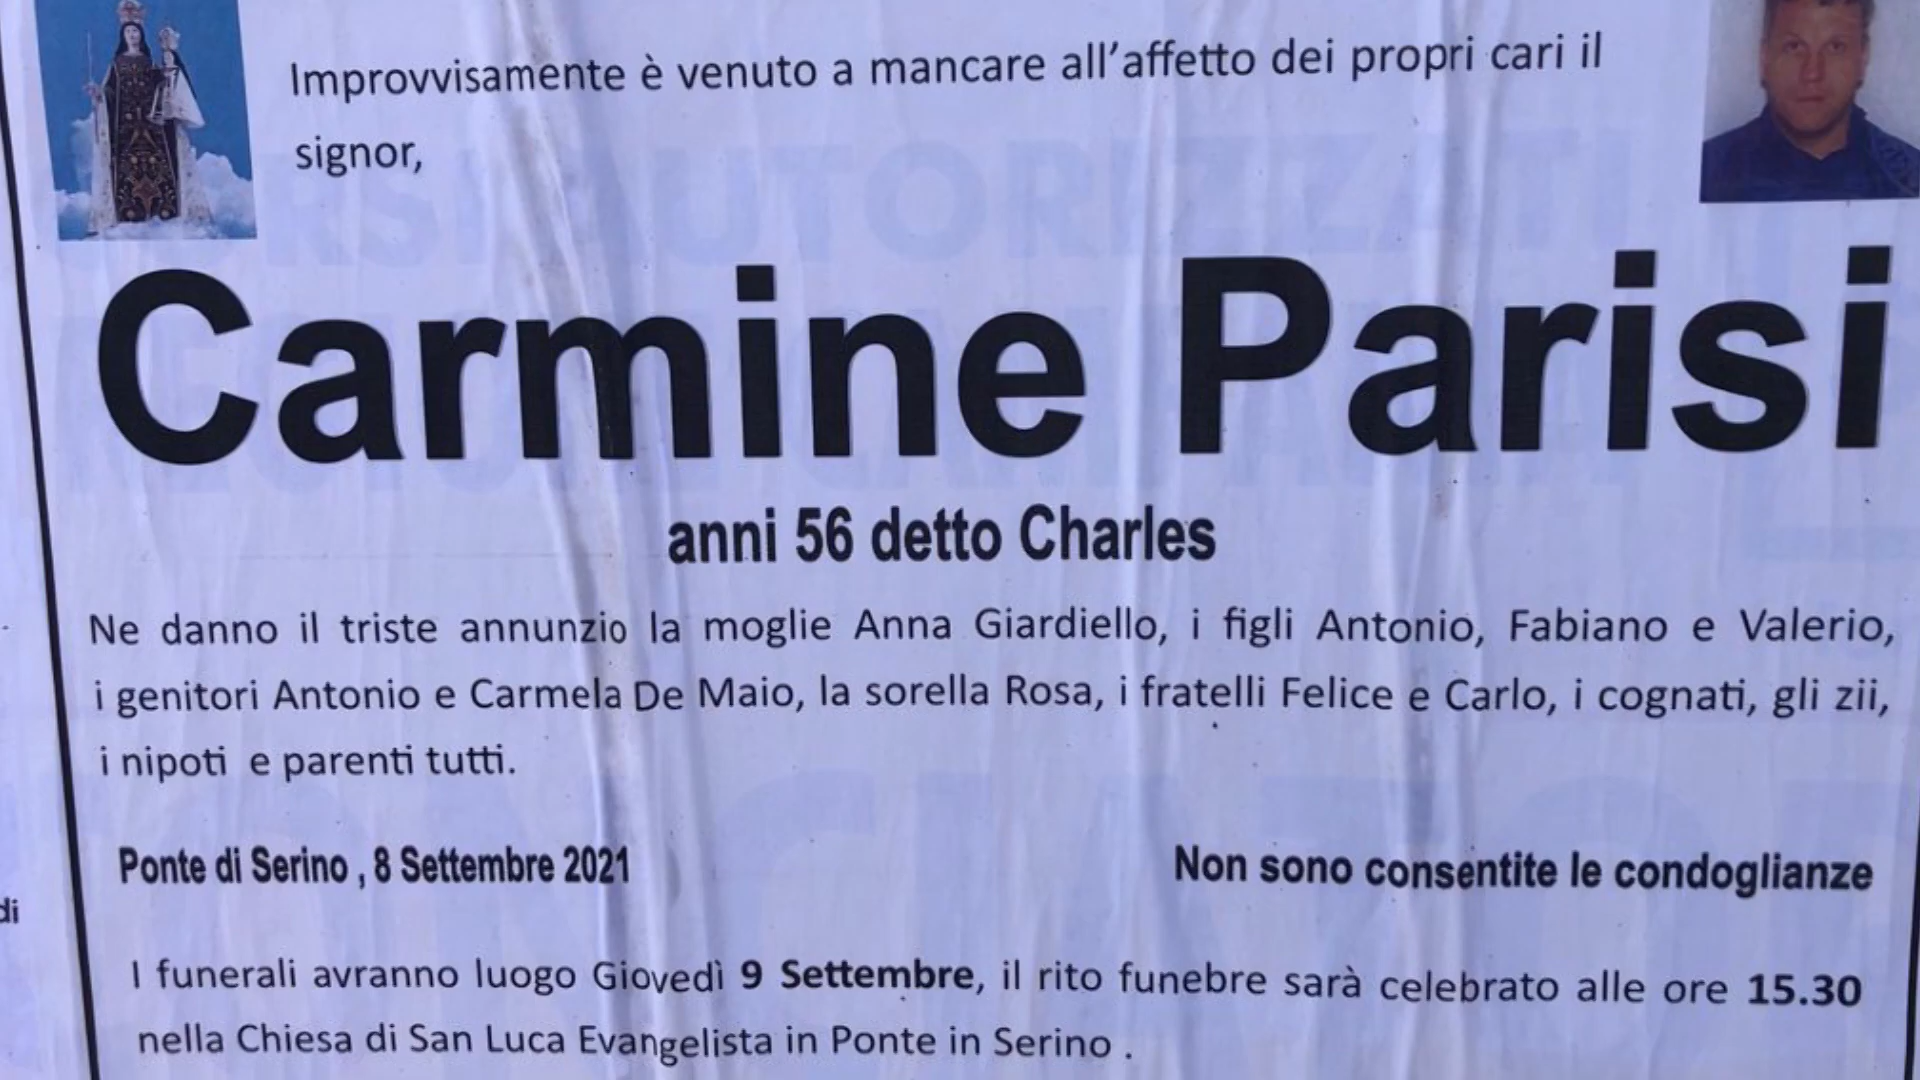 Improvvisamente è venuto a mancare all'affetto dei propri cari il
signor,
Carmine Parisi
anni 56 detto Charles
Ne danno il triste annunzio la moglie Anna Giardiello, i figli Antonio, Fabiano e Valerio,
i genitori Antonio e Carmela De Maio, la sorella Rosa, i fratelli Felice e Carlo, i cognati, gli zii,
i nipoti e parenti tutti.
Ponte di Serino , 8 Settembre 2021
Non sono consentite le condoglianze
di
I funerali avranno luogo Giovedì 9 Settembre, il rito funebre sarà celebrato alle ore 15.30
nella Chiesa di San Luca Evangelista in Ponte in Serino .